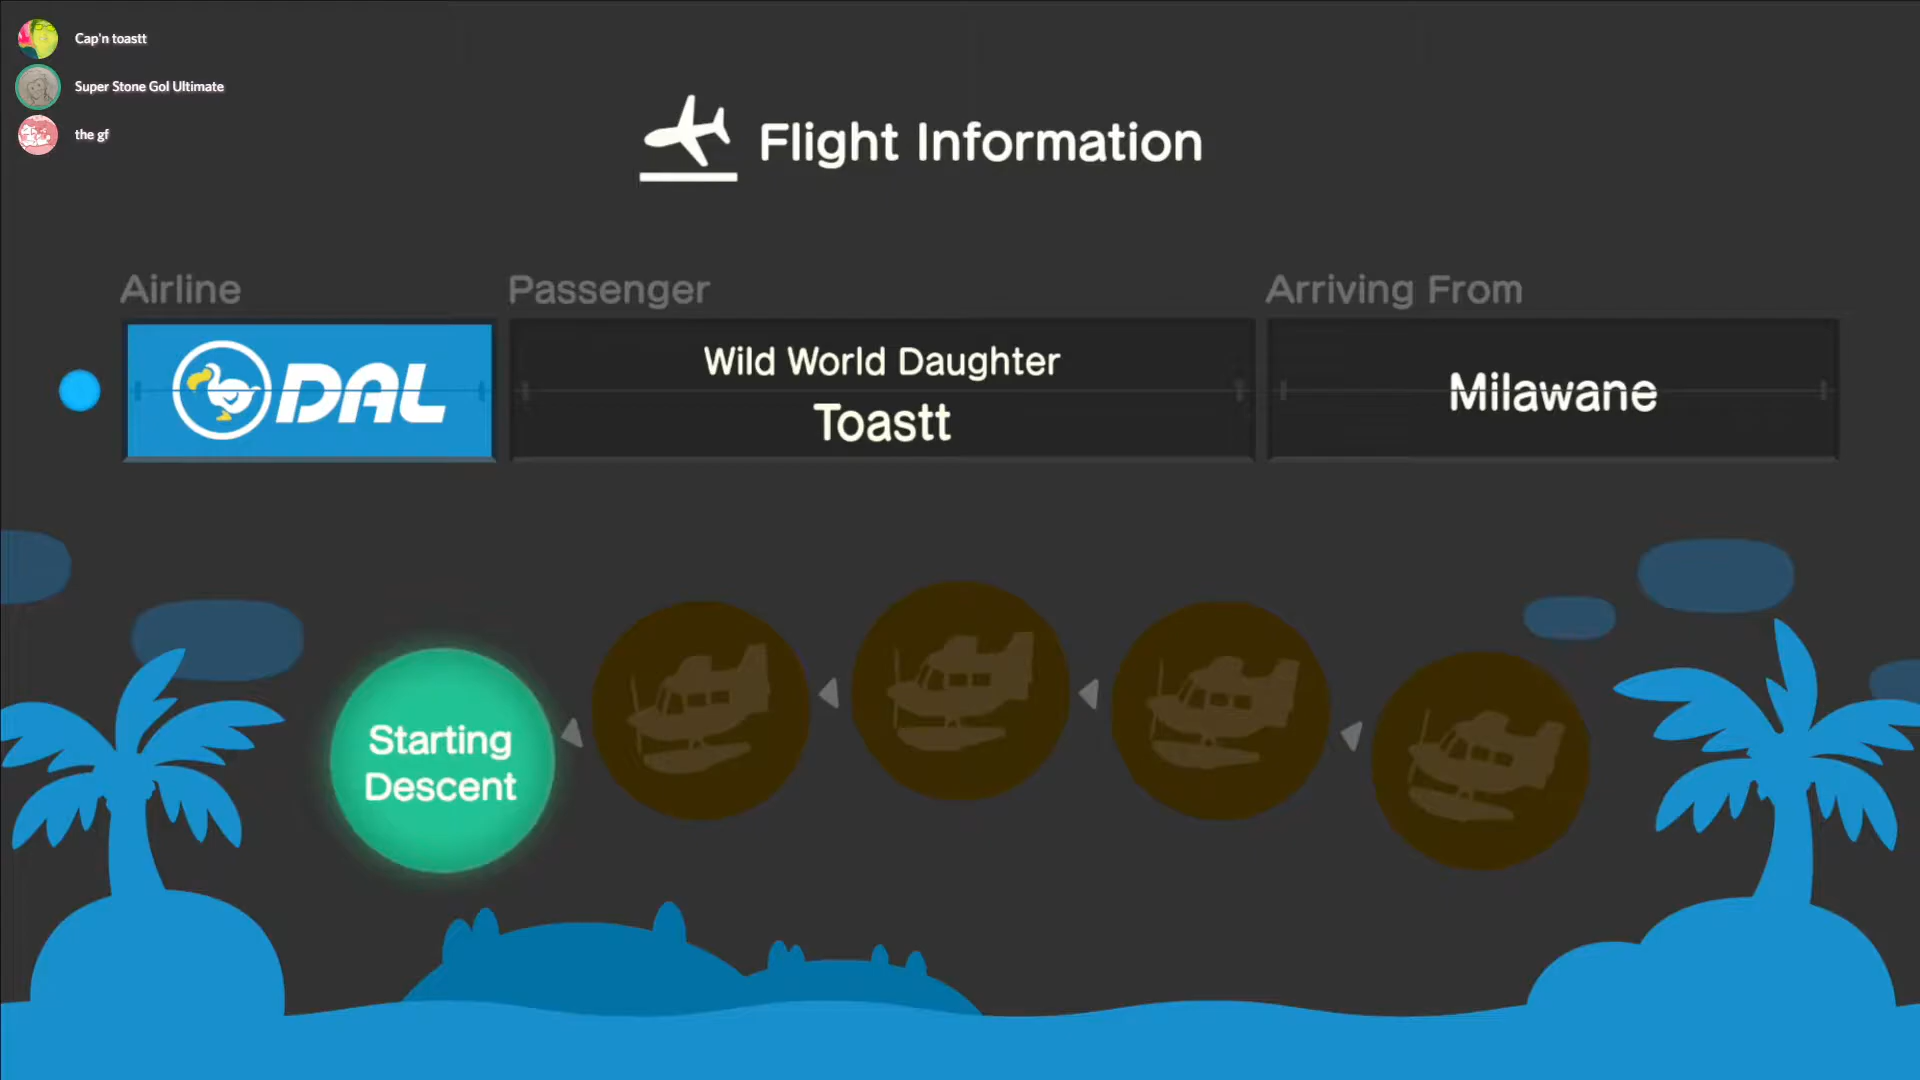 Cap'n toastt
Super Stone Gol Ultimate
the gf
Flight Information
Airline
Passenger
Arriving From
DAL
Wild World Daughter
Toastt
Milawane
Starting
Descent